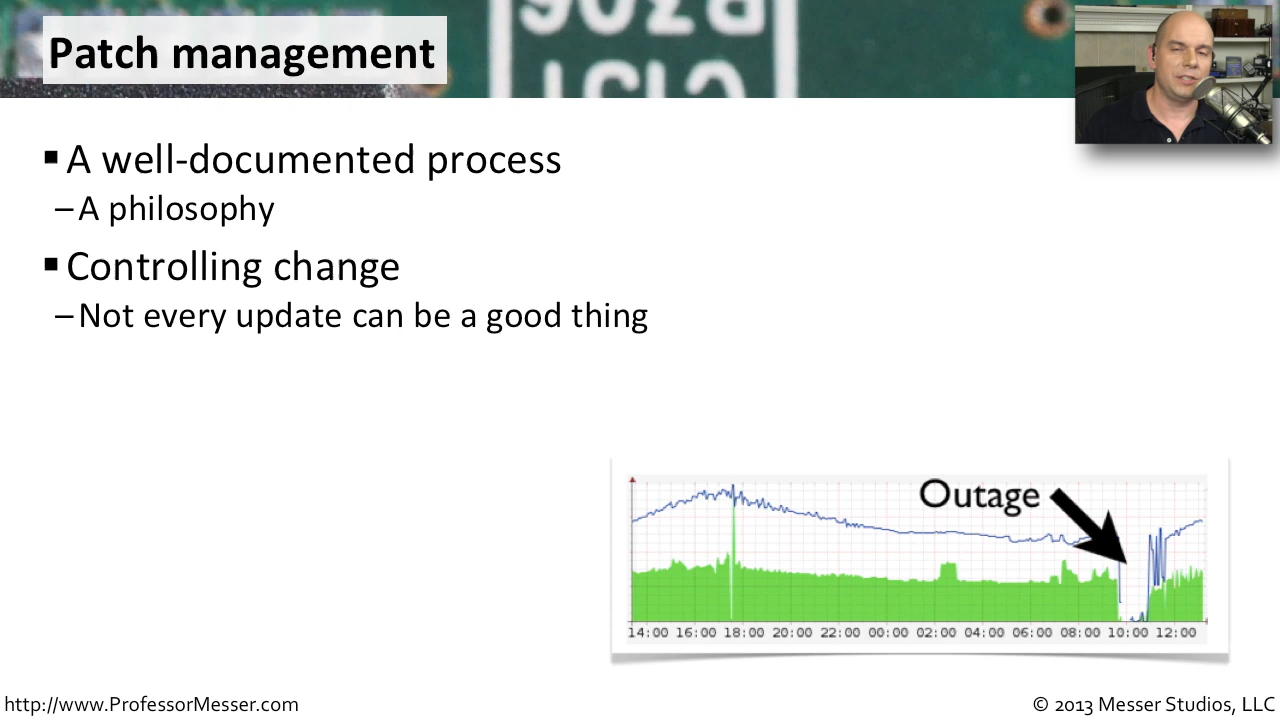 Patch management
▪ A well-documented process
– A philosophy
▪ Controlling change
– Not every update can be a good thing
Outage
14:00 16:00 18:00 20:00 22:00 00:00 02:00 04:00 06:00 08:00 10:00 12:00
http://www.ProfessorMesser.com
© 2013 Messer Studios, LLC